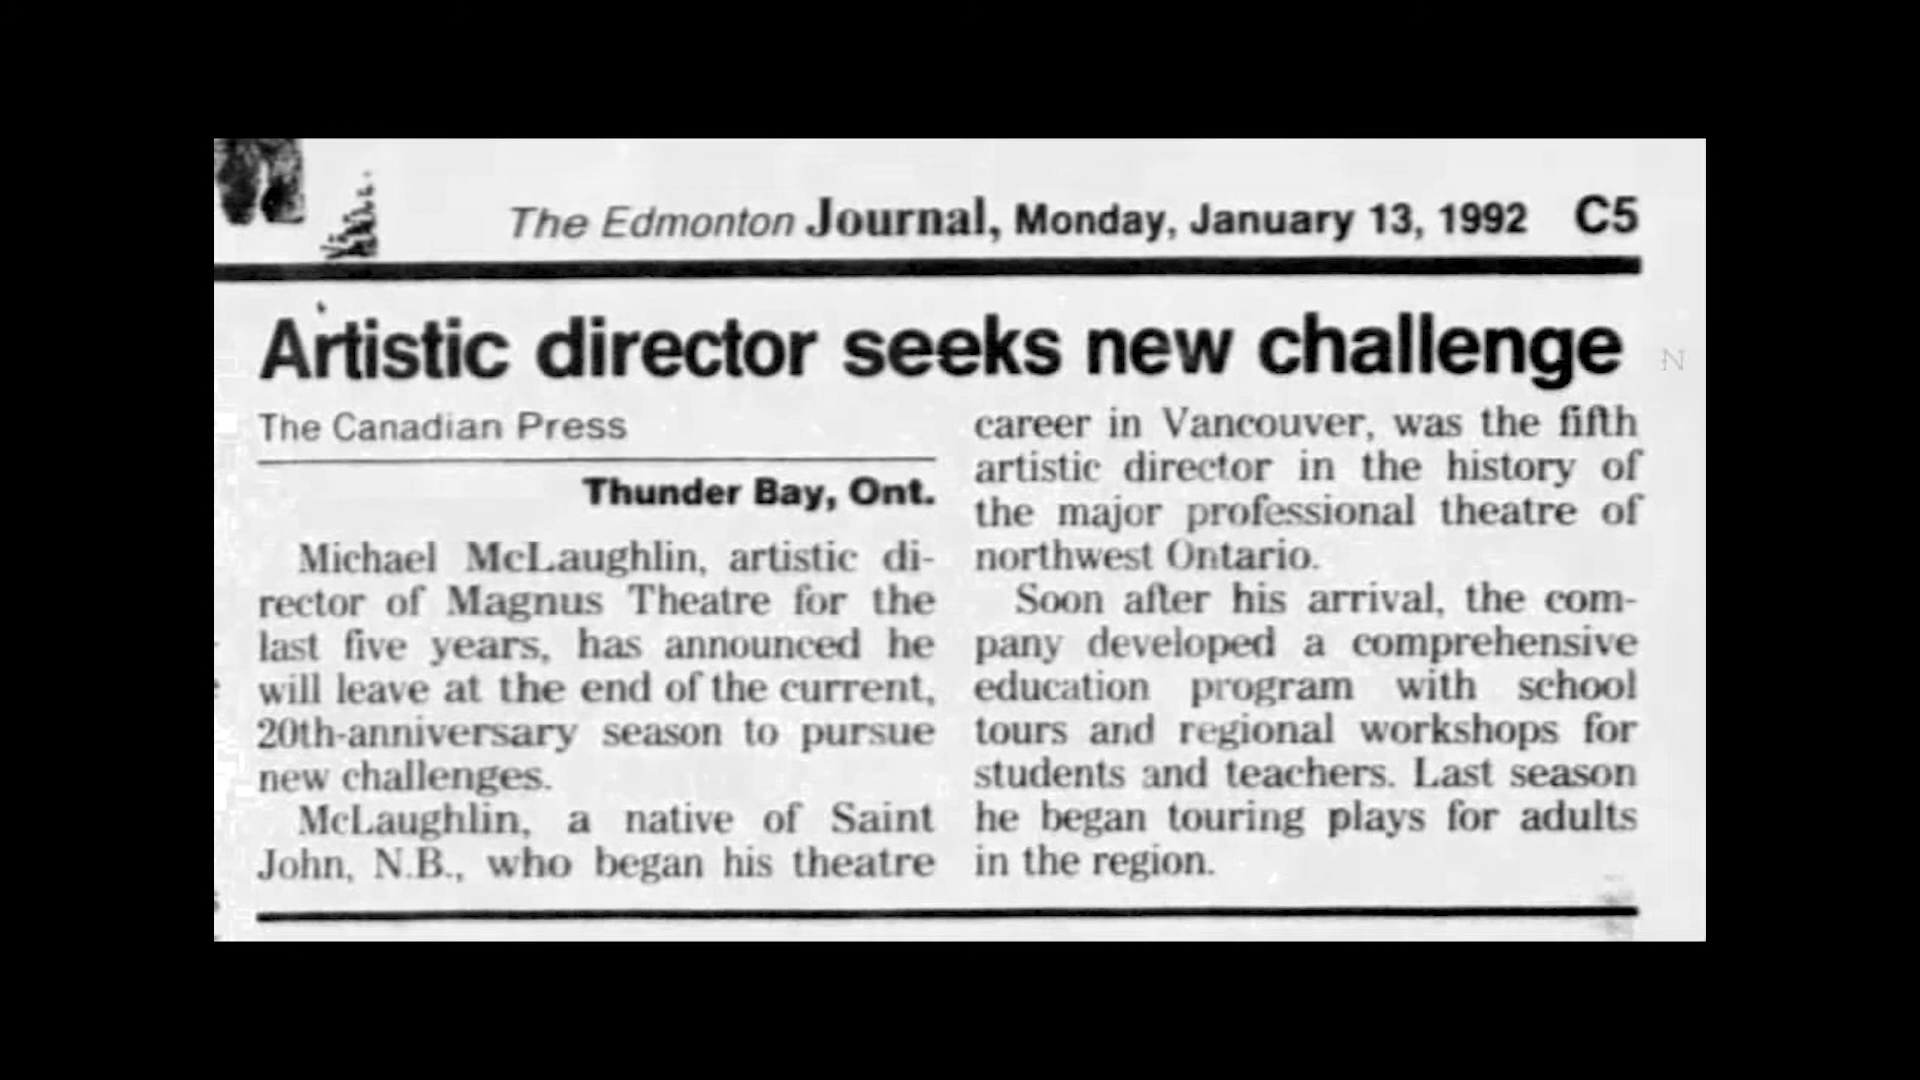 The Edmonton Journal, Monday, January 13, 1992 C5
Artistic director seeks new challenge
The Canadian Press
Thunder Bay, Ont.
Michael McLaughlin, artistic di-
rector of Magnus Theatre for the
last five years, has announced he
will leave at the end of the current,
20th-anniversary season to pursue
new challenges.
McLaughlin, a native of Saint
John, N.B., who began his theatre
career in Vancouver, was the fifth
artistic director in the history of
the major professional theatre of
northwest Ontario.
Soon after his arrival, the com-
pany developed a comprehensive
education program with school
tours and regional workshops for
students and teachers. Last season
he began touring plays for adults
in the region.
N